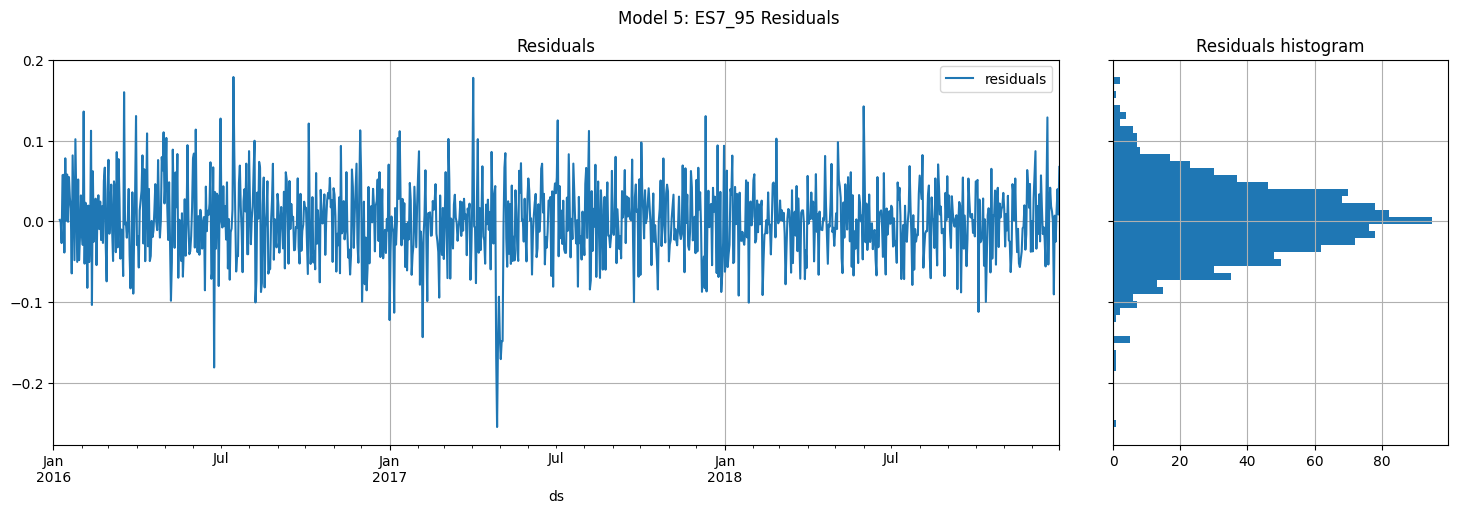 Model 5: ES7_95 Residuals
Residuals
Residuals histogram
residuals
0.2
0.1
0.0
−0.1
−0.2
Jan
2016
Jul
Jan
2017
Jul
Jan
2018
Jul
ds
0
20
40
60
80